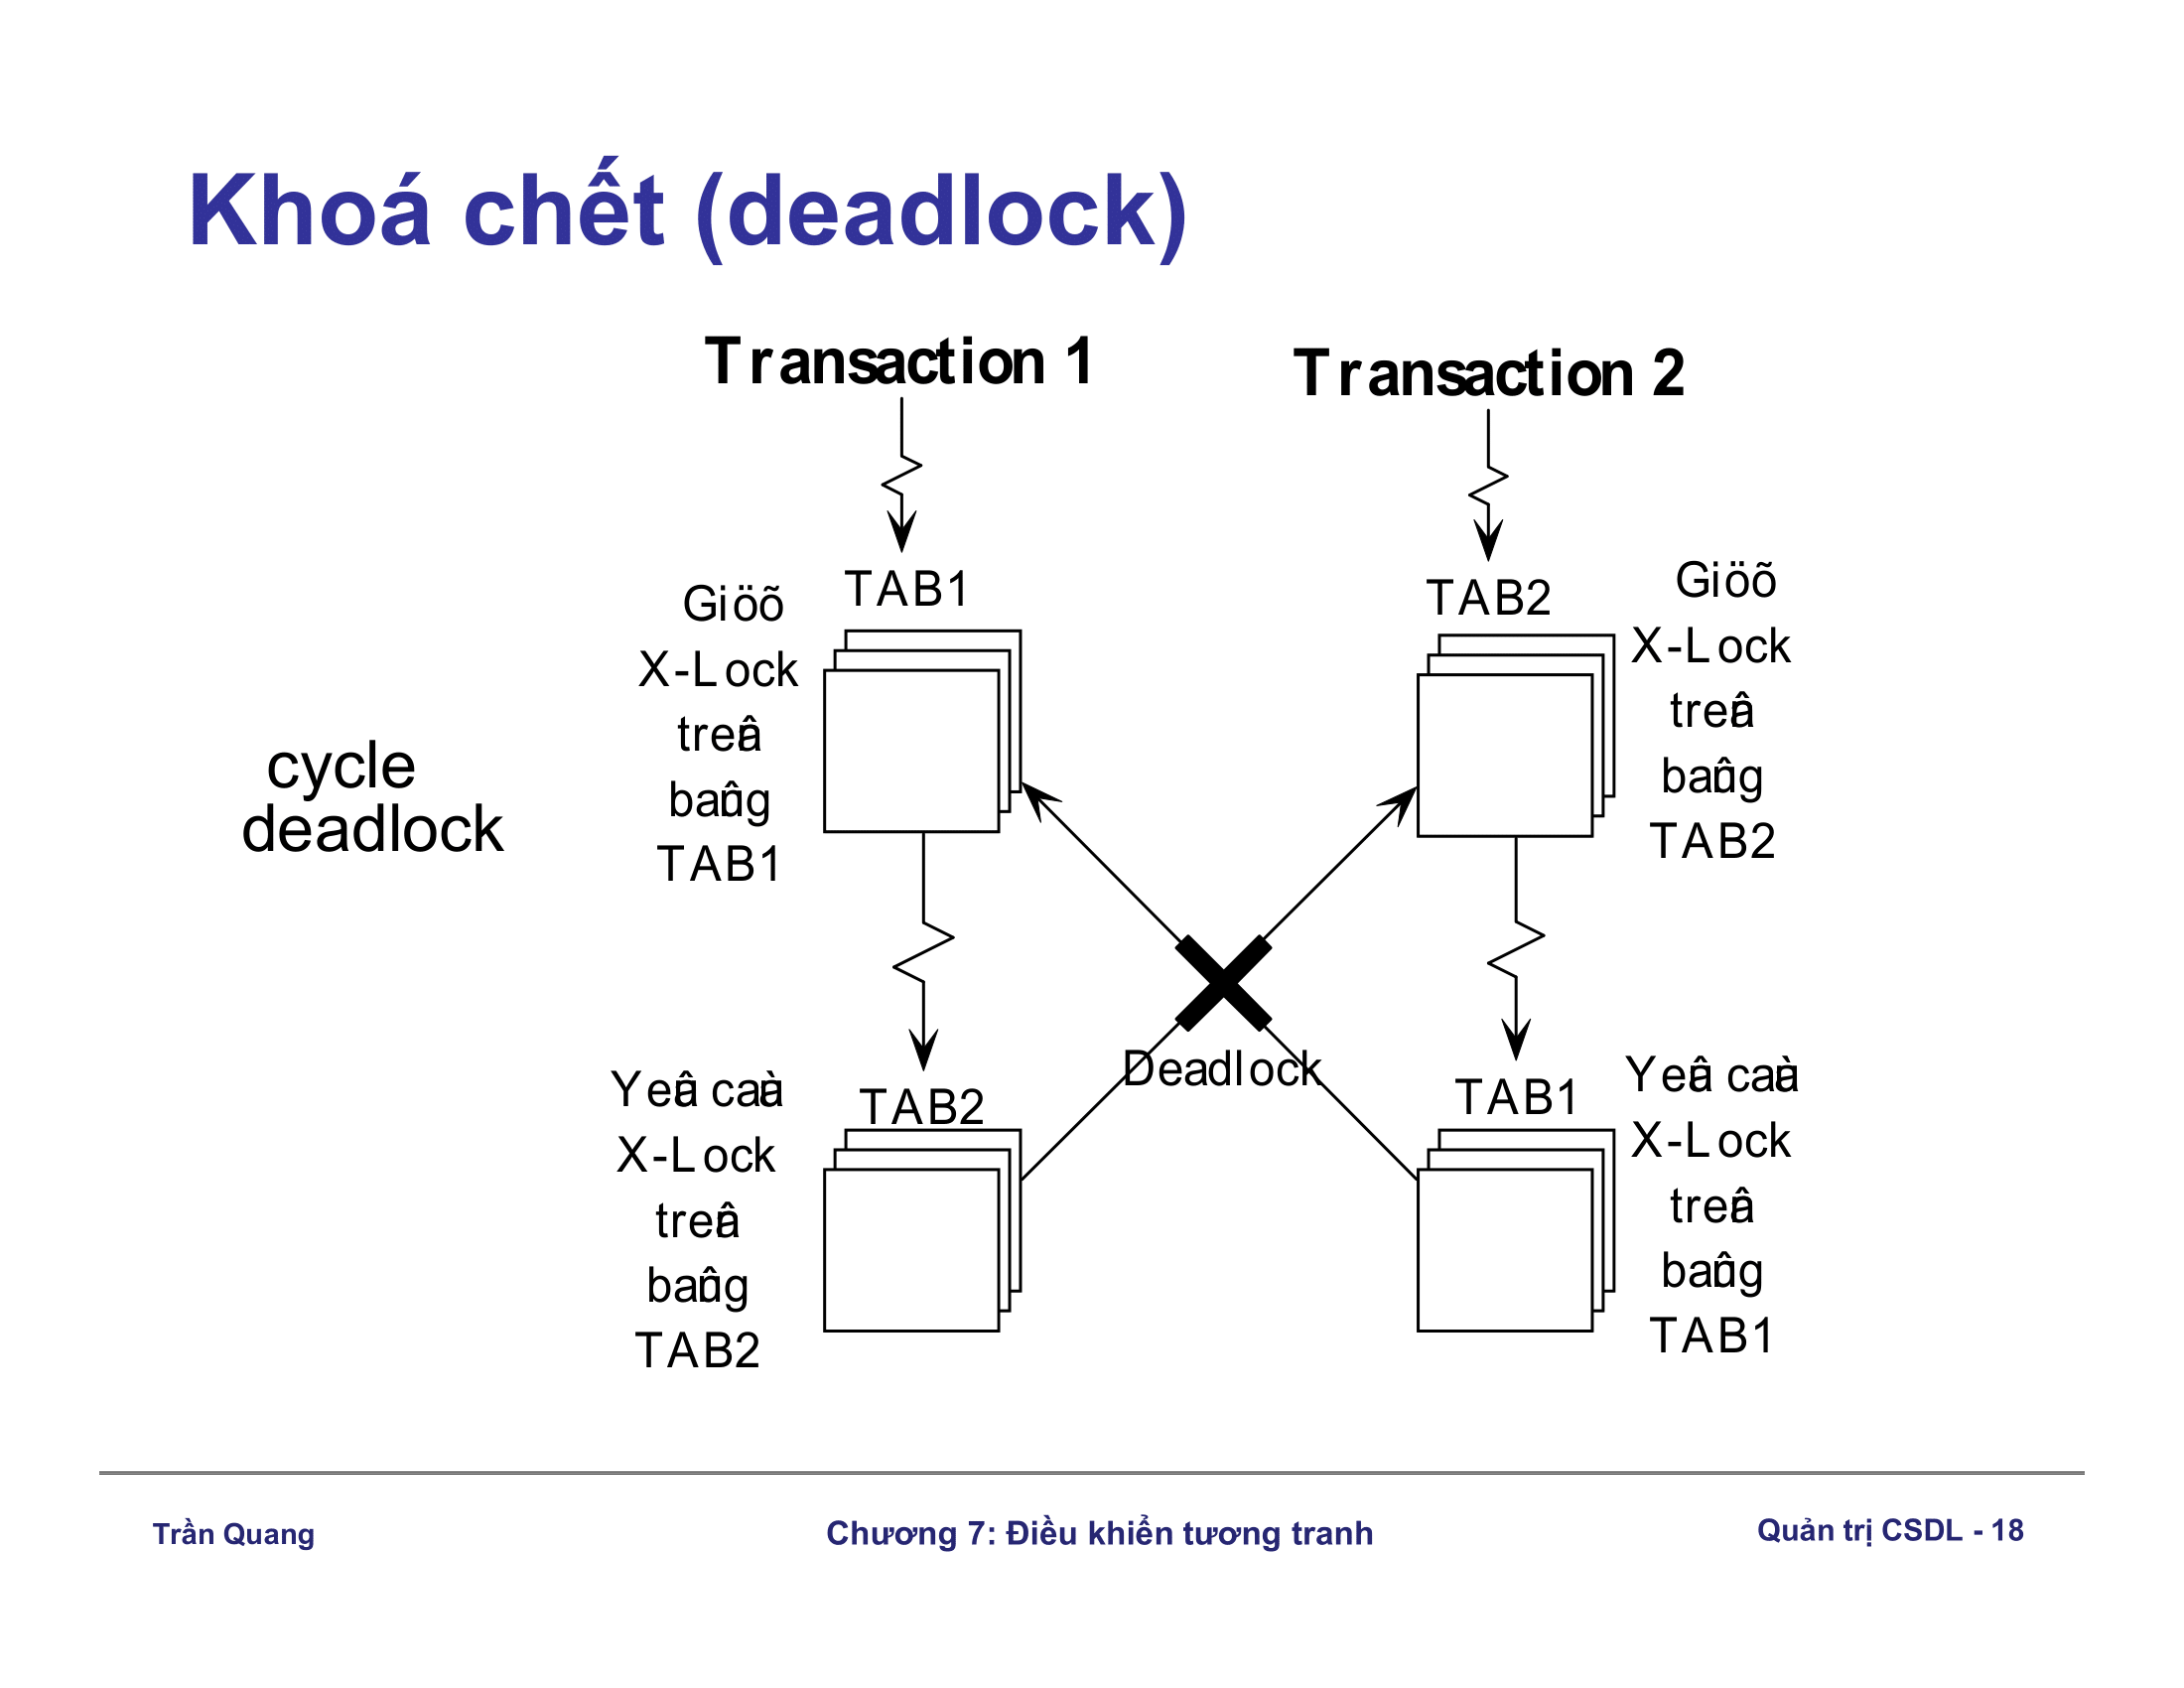 Khoá chết (deadlock)
Transaction 1
Transaction 2
TAB1
Giöõ
X-Lock
treân
baûng
TAB1
TAB2
Giöõ
X-Lock
treân
baûng
TAB2
cycle
deadlock
Deadlock
TAB2
Yeâu caàu
X-Lock
treân
baûng
TAB2
TAB1
Yeâu caàu
X-Lock
treân
baûng
TAB1
Trần Quang
Chương 7: Điều khiển tương tranh
Quản trị CSDL - 18